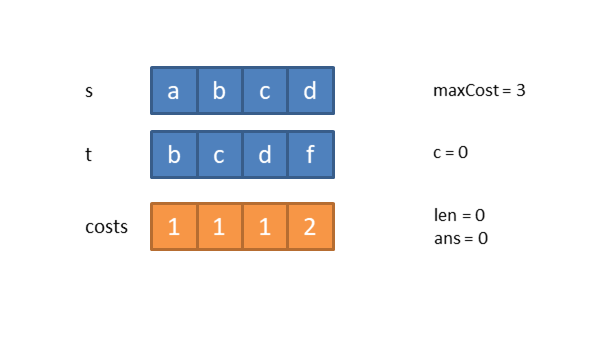 s a b c d maxCost = 3
t b c d f c = 0
costs 1 1 1 2 len = 0
ans = 0